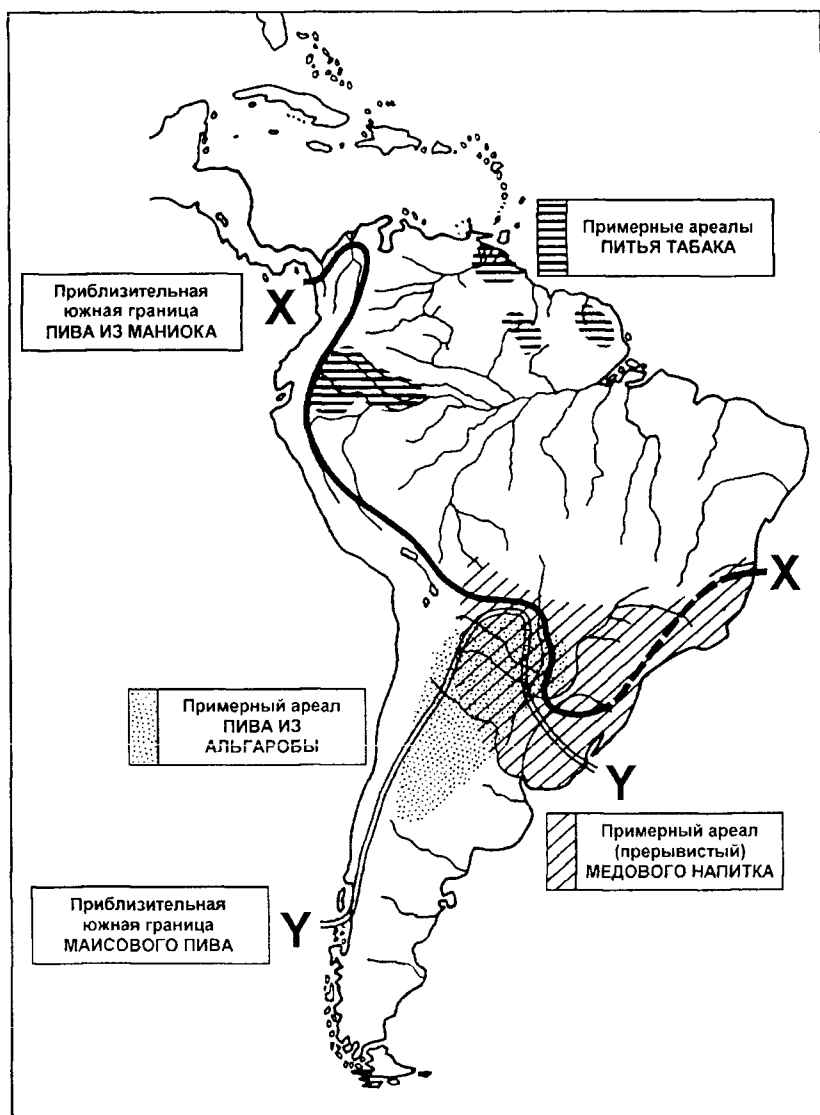 Примерные ареалы
ПИТЬЯ ТАБАКА
Приблизительная
южная граница
ПИВА ИЗ МАНИОКА
X
X
Примерный ареал
ПИВА ИЗ
АЛЬГАРОБЫ
Y
Примерный ареал
(прерывистый)
МЕДОВОГО НАПИТКА
Приблизительная
южная граница
МАИСОВОГО ПИВА
Y